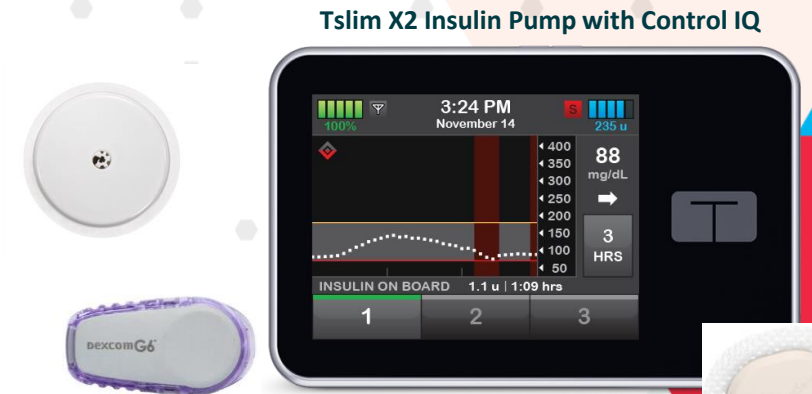 Tslim X2 Insulin Pump with Control IQ
3:24 PM
November 14
100%
S
235 u
400
350
300
250
200
150
100
50
88
mg/dL
3
HRS
INSULIN ON BOARD 1.1 u | 1:09 hrs
1 2 3
Dexcom G6